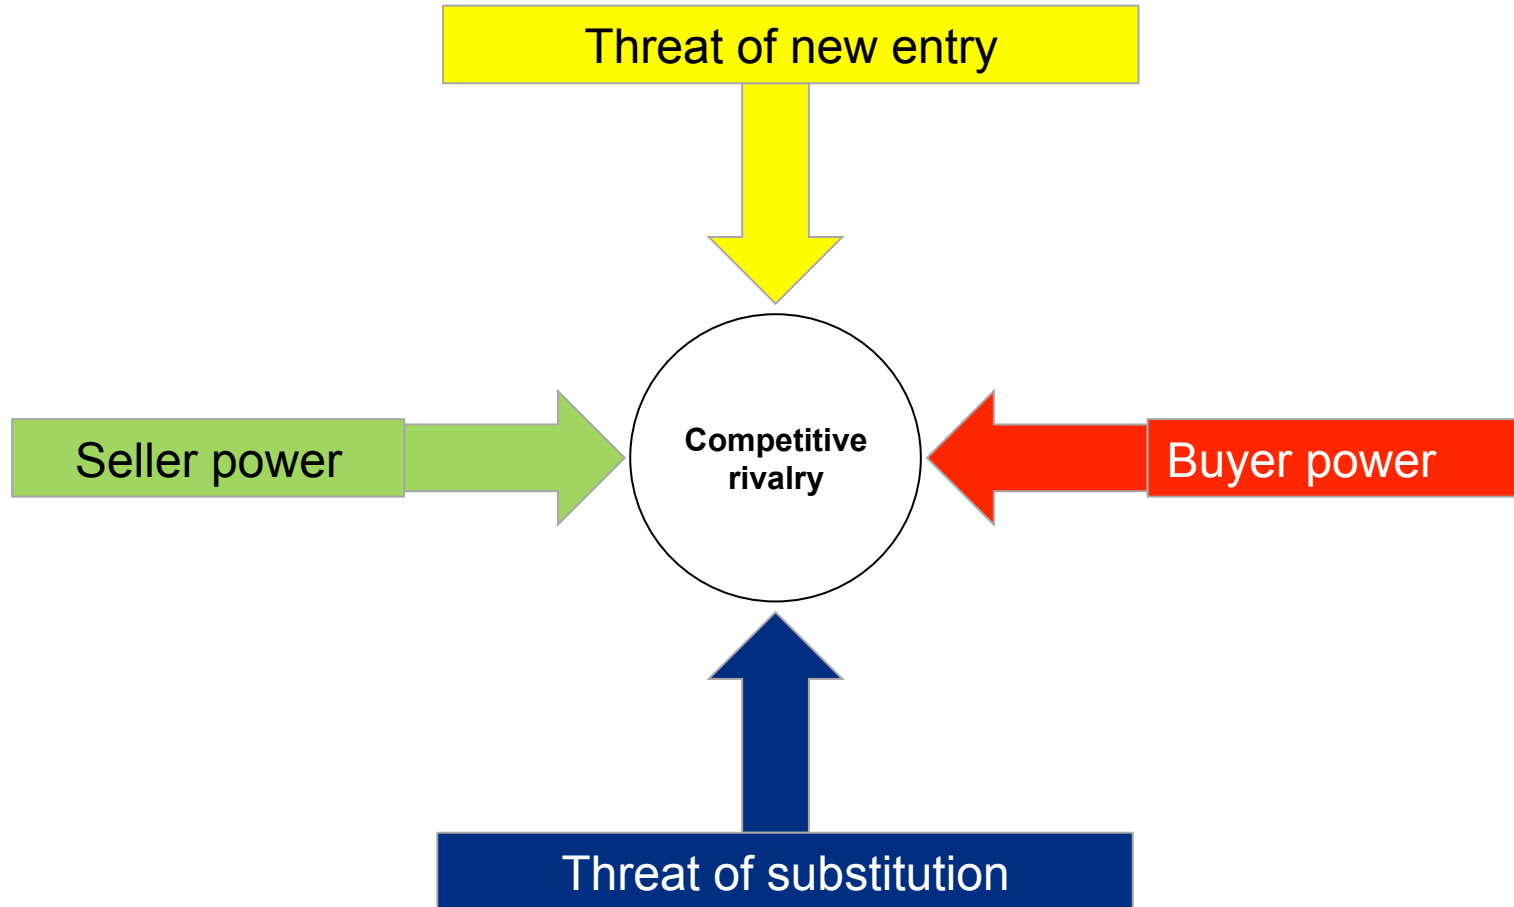 Threat of new entry
Seller power
Competitive
rivalry
Buyer power
Threat of substitution